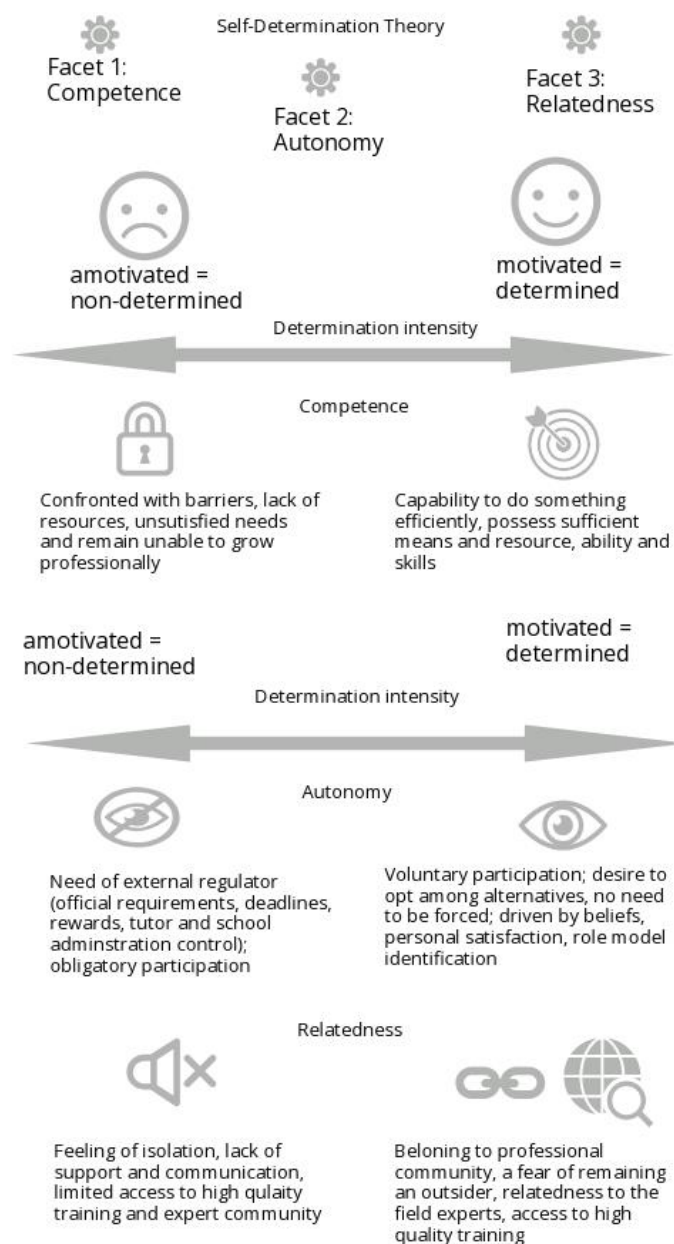 Self-Determination Theory
Facet 1:
Competence
Facet 2:
Autonomy
Facet 3:
Relatedness
amotivated =
non-determined
motivated =
determined
Determination intensity
Competence
Confronted with barriers, lack of
resources, unsutisfied needs
and remain unable to grow
professionally
Capability to do something
efficiently, possess sufficient
means and resource, ability and
skills
amotivated =
non-determined
motivated =
determined
Determination intensity
Autonomy
Need of external regulator
(official requirements, deadlines,
rewards, tutor and school
adminstration control);
obligatory participation
Voluntary participation; desire to
opt among alternatives, no need
to be forced; driven by beliefs,
personal satisfaction, role model
identification
Relatedness
Feeling of isolation, lack of
support and communication,
limited access to high qulaity
training and expert community
Beloning to professional
community, a fear of remaining
an outsider, relatedness to the
field experts, access to high
quality training